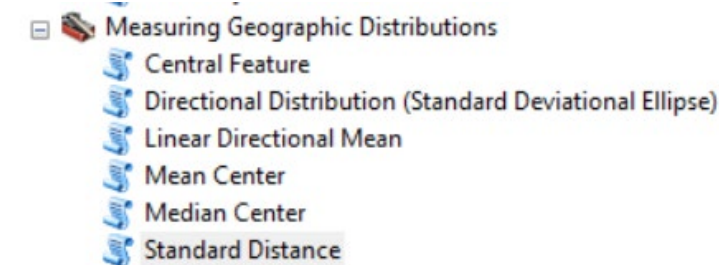 Measuring Geographic Distributions
Central Feature
Directional Distribution (Standard Deviational Ellipse)
Linear Directional Mean
Mean Center
Median Center
Standard Distance